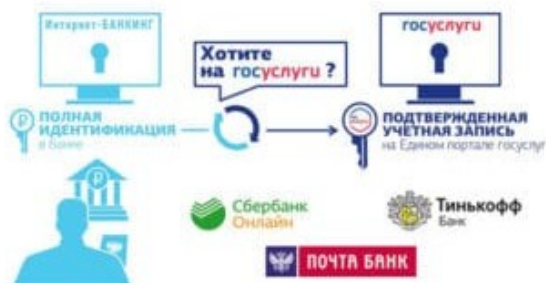 Интернет-БАНКИНГ
Хотите
на госуслуги ?
госуслуги
ПОЛНАЯ
ИДЕНТИФИКАЦИЯ
в Банке
ПОДТВЕРЖДЕННАЯ
УЧЕТНАЯ ЗАПИСЬ
на Едином портале госуслуг
Сбербанк
Онлайн
Тинькофф
Банк
ПОЧТА БАНК